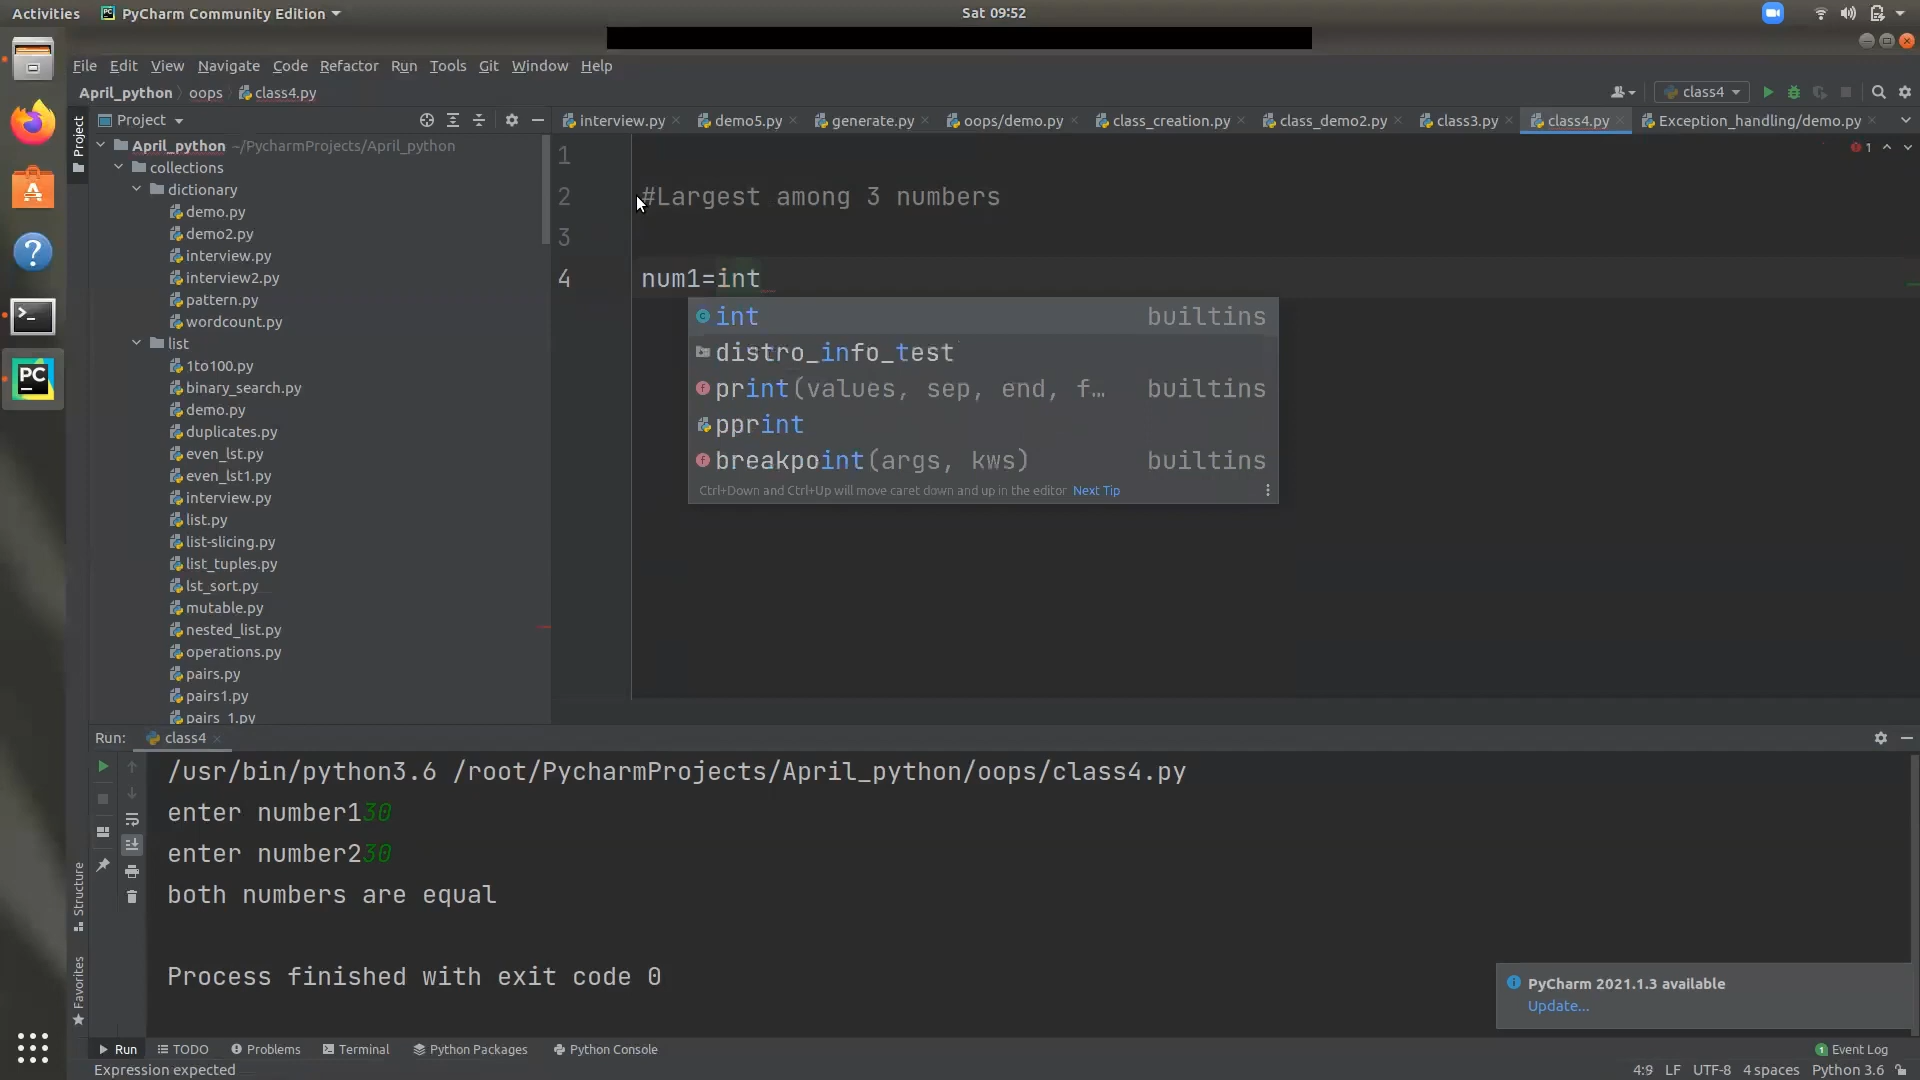 Activities PyCharm Community Edition Sat 09:52
File Edit View Navigate Code Refactor Run Tools Git Window Help
April_python oops class4.py class4
Project interview.py demo5.py generate.py oops/demo.py class_creation.py class_demo2.py class3.py class4.py Exception_handling/demo.py
Project
April_python ~/PycharmProjects/April_python
collections
dictionary
demo.py
demo2.py
interview.py
interview2.py
pattern.py
wordcount.py
list
1to100.py
binary_search.py
demo.py
duplicates.py
even_lst.py
even_lst1.py
interview.py
list.py
list-slicing.py
list_tuples.py
lst_sort.py
mutable.py
nested_list.py
operations.py
pairs.py
pairs1.py
pairs_1.py
1
1
2 #Largest among 3 numbers
3
4 num1=int
int builtins
distro_info_test
print(values, sep, end, f… builtins
pprint
breakpoint(args, kws) builtins
Ctrl+Down and Ctrl+Up will move caret down and up in the editor Next Tip
Run: class4
/usr/bin/python3.6 /root/PycharmProjects/April_python/oops/class4.py
enter number130
enter number230
both numbers are equal
Process finished with exit code 0
Structure
Favorites
PyCharm 2021.1.3 available
Update...
Run TODO Problems Terminal Python Packages Python Console 1 Event Log
Expression expected 4:9 LF UTF-8 4 spaces Python 3.6